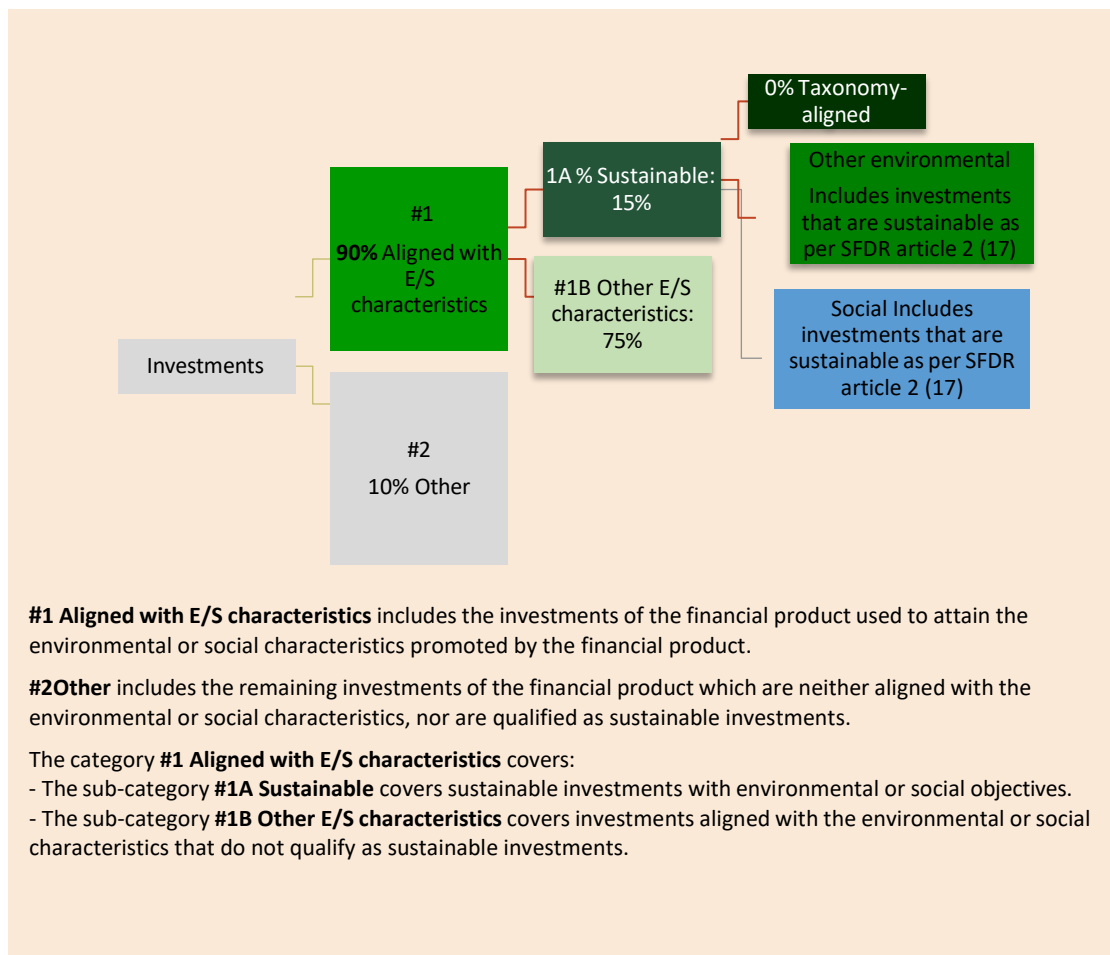 0% Taxonomy-
aligned
Other environmental
Includes investments
that are sustainable as
per SFDR article 2 (17)
1A % Sustainable:
15%
#1
90% Aligned with
E/S
characteristics
#1B Other E/S
characteristics:
75%
Social Includes
investments that are
sustainable as per SFDR
article 2 (17)
Investments
#2
10% Other
#1 Aligned with E/S characteristics includes the investments of the financial product used to attain the
environmental or social characteristics promoted by the financial product.
#2Other includes the remaining investments of the financial product which are neither aligned with the
environmental or social characteristics, nor are qualified as sustainable investments.
The category #1 Aligned with E/S characteristics covers:
- The sub-category #1A Sustainable covers sustainable investments with environmental or social objectives.
- The sub-category #1B Other E/S characteristics covers investments aligned with the environmental or social
characteristics that do not qualify as sustainable investments.